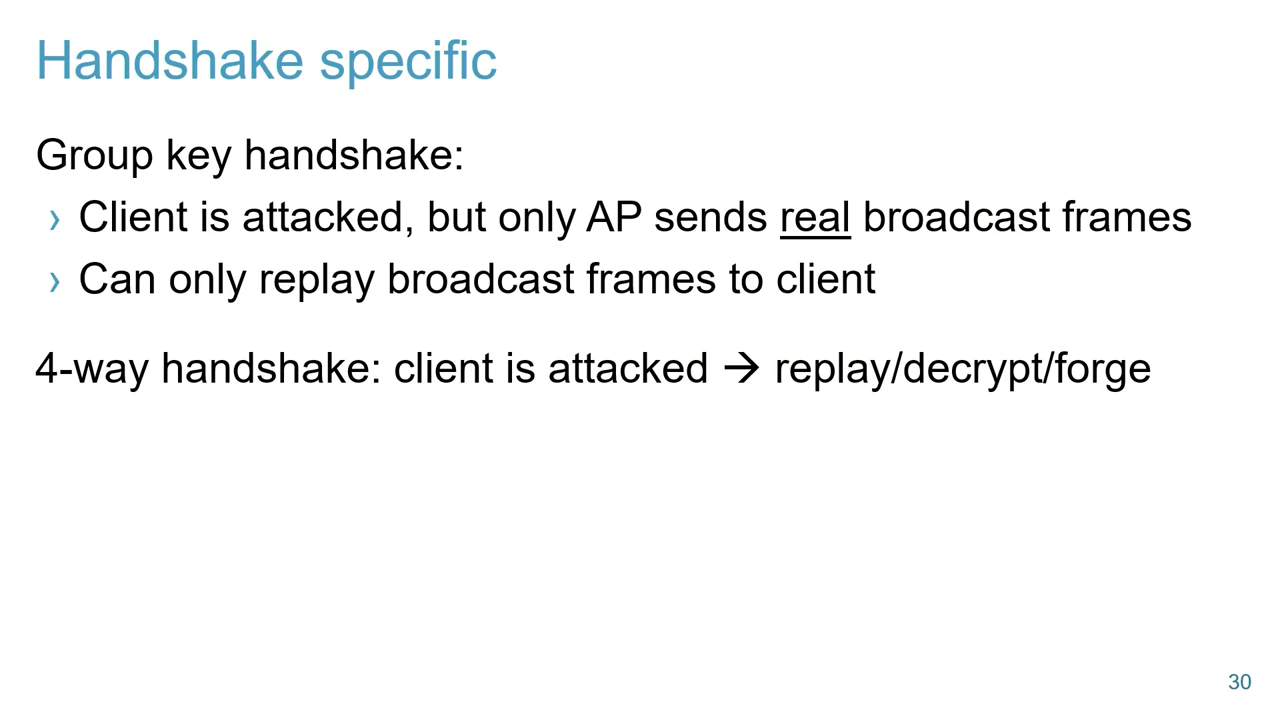 Handshake specific
Group key handshake:
› Client is attacked, but only AP sends real broadcast frames
› Can only replay broadcast frames to client
4-way handshake: client is attacked → replay/decrypt/forge
30